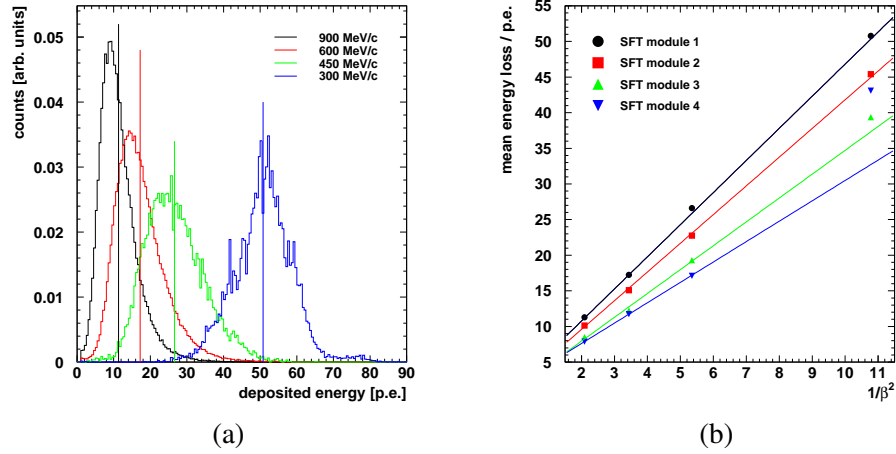 counts [arb. units]
0.05
0.04
0.03
0.02
0.01
0
900 MeV/c
600 MeV/c
450 MeV/c
300 MeV/c
0 10 20 30 40 50 60 70 80 90
deposited energy [p.e.]
(a)
mean energy loss / p.e.
55
50
45
40
35
30
25
20
15
10
5
SFT module 1
SFT module 2
SFT module 3
SFT module 4
2 3 4 5 6 7 8 9 10 11
1/β²
(b)